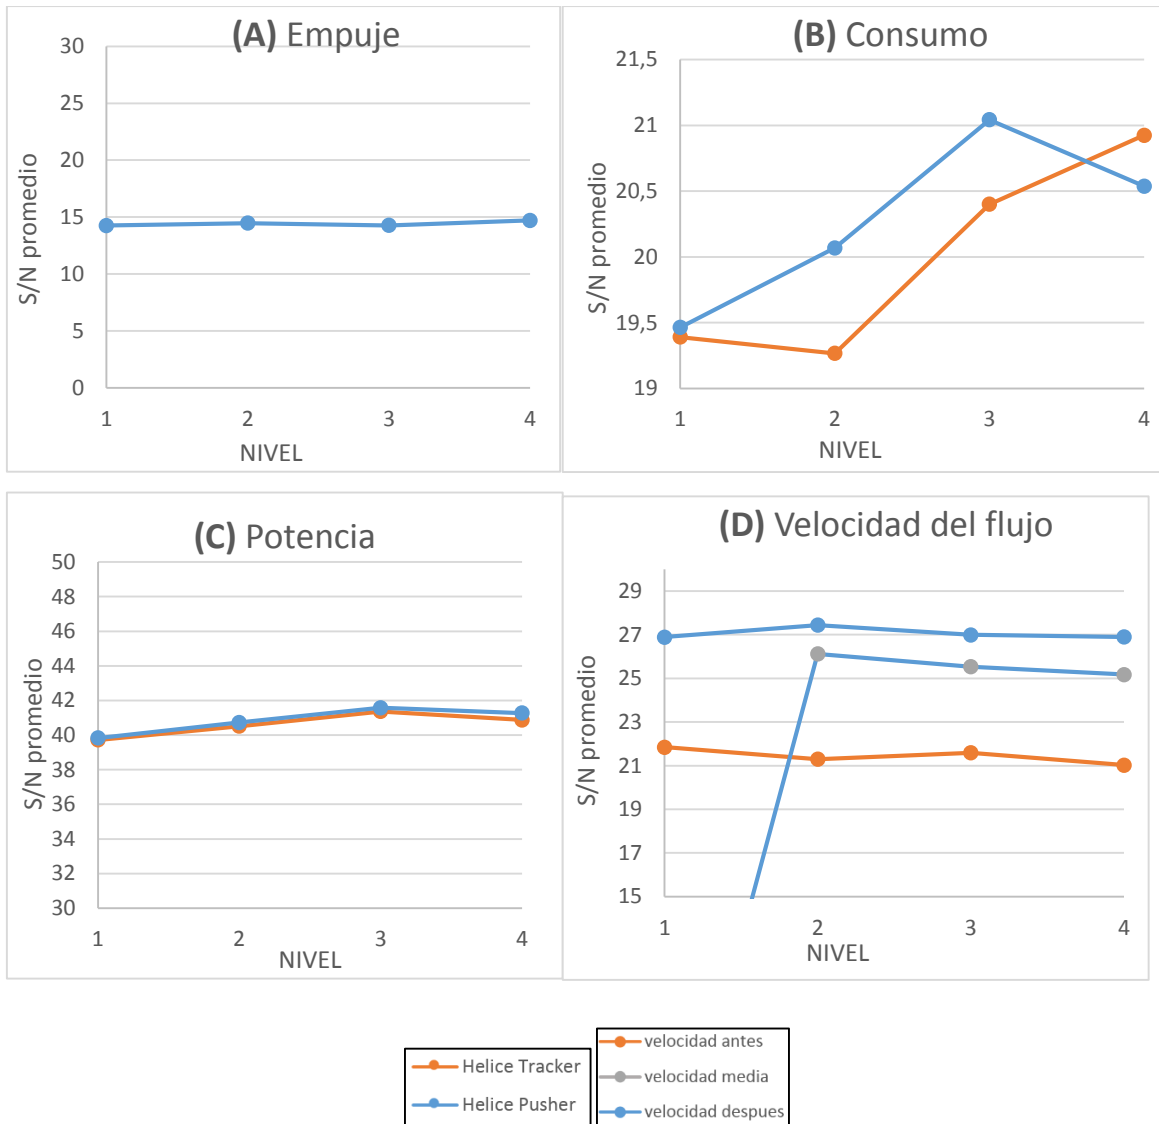 (A) Empuje
30
25
20
15
10
5
0
S/N promedio
1 2 3 4
NIVEL
(B) Consumo
21,5
21
20,5
20
19,5
19
S/N promedio
1 2 3 4
NIVEL
(C) Potencia
50
48
46
44
42
40
38
36
34
32
30
S/N promedio
1 2 3 4
NIVEL
(D) Velocidad del flujo
29
27
25
23
21
19
17
15
S/N promedio
1 2 3 4
NIVEL
Helice Tracker
Helice Pusher
velocidad antes
velocidad media
velocidad despues